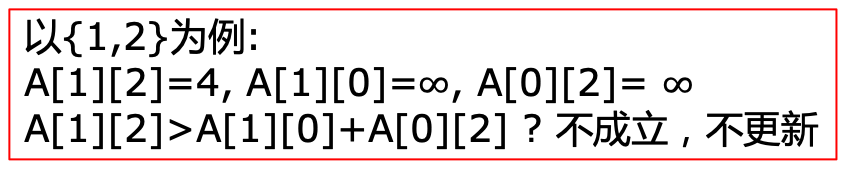 以{1,2}为例:
A[1][2]=4, A[1][0]=∞, A[0][2]= ∞
A[1][2]>A[1][0]+A[0][2] ? 不成立，不更新